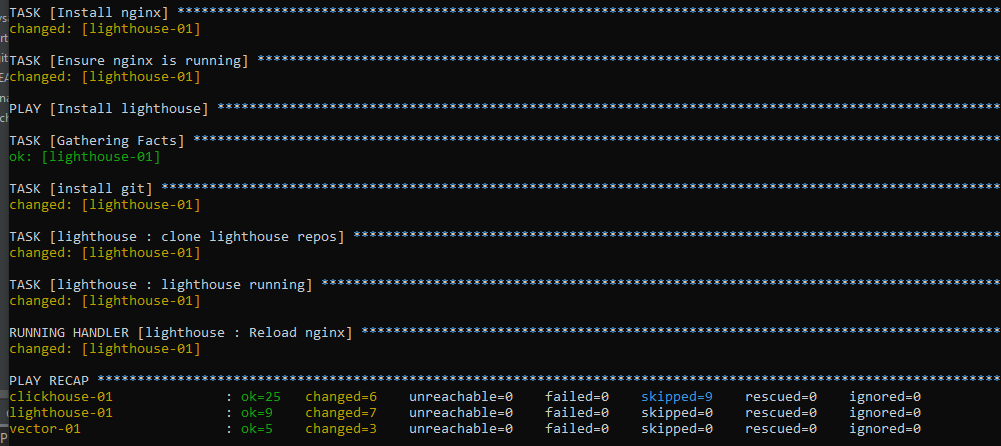 TASK [Install nginx] *******************************************************************************************************
changed: [lighthouse-01]
TASK [Ensure nginx is running] *********************************************************************************************
changed: [lighthouse-01]
PLAY [Install lighthouse] **************************************************************************************************
TASK [Gathering Facts] *****************************************************************************************************
ok: [lighthouse-01]
TASK [install git] *********************************************************************************************************
changed: [lighthouse-01]
TASK [lighthouse : clone lighthouse repos] *********************************************************************************
changed: [lighthouse-01]
TASK [lighthouse : lighthouse running] *************************************************************************************
changed: [lighthouse-01]
RUNNING HANDLER [lighthouse : Reload nginx] ********************************************************************************
changed: [lighthouse-01]
PLAY RECAP *****************************************************************************************************************
clickhouse-01 : ok=25 changed=6 unreachable=0 failed=0 skipped=9 rescued=0 ignored=0
lighthouse-01 : ok=9 changed=7 unreachable=0 failed=0 skipped=0 rescued=0 ignored=0
vector-01 : ok=5 changed=3 unreachable=0 failed=0 skipped=0 rescued=0 ignored=0